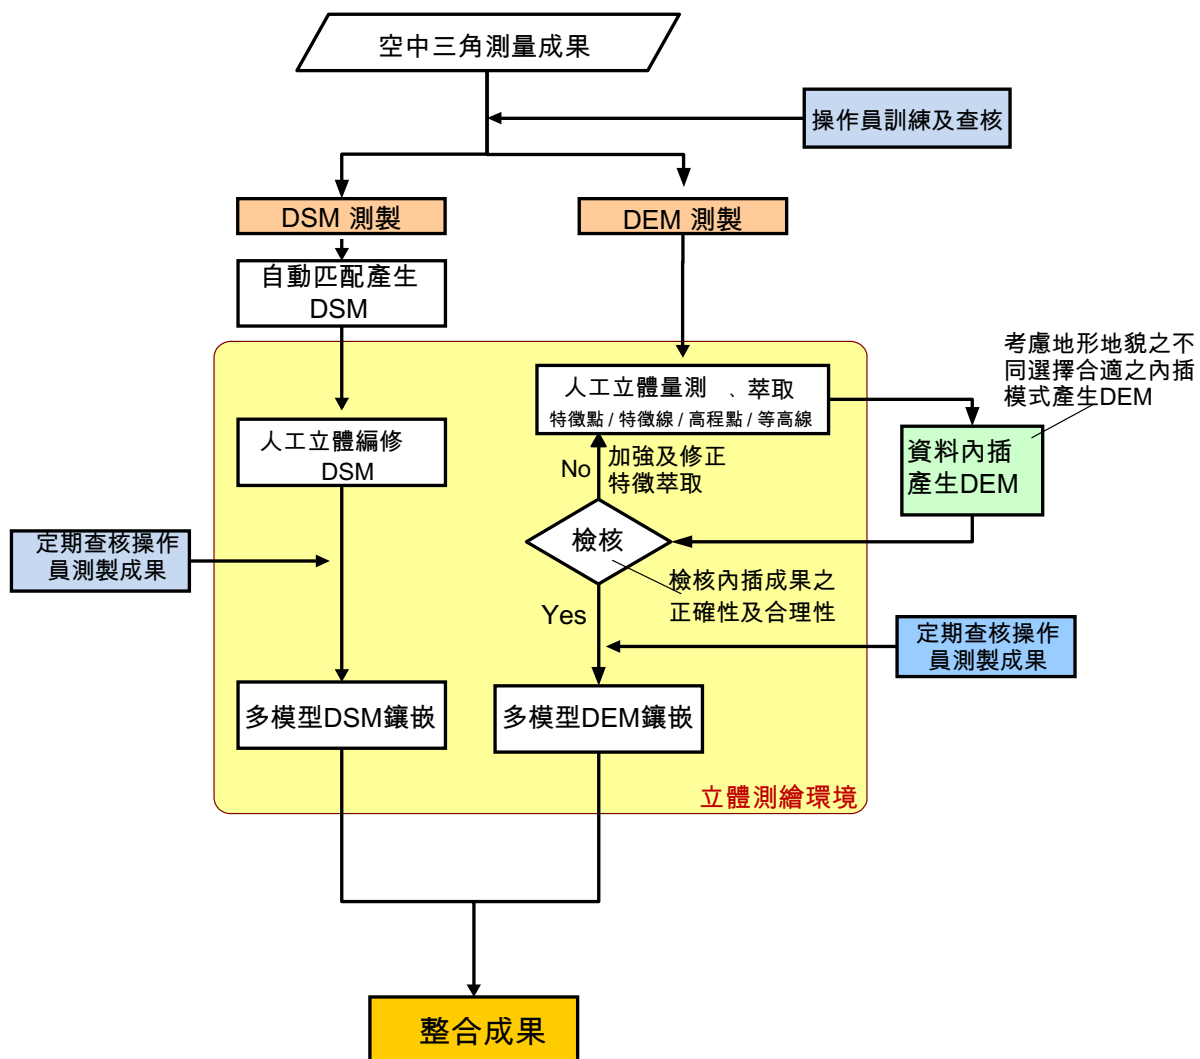 空中三角測量成果
操作員訓練及查核
DSM 測製
DEM 測製
自動匹配產生
DSM
考慮地形地貌之不
同選擇合適之內插
模式產生DEM
人工立體量測 、萃取
特徵點 / 特徵線 / 高程點 / 等高線
人工立體編修
DSM
No
加強及修正
特徵萃取
資料內插
產生DEM
定期查核操作
員測製成果
檢核
檢核內插成果之
正確性及合理性
Yes
定期查核操作
員測製成果
多模型DSM鑲嵌
多模型DEM鑲嵌
立體測繪環境
整合成果